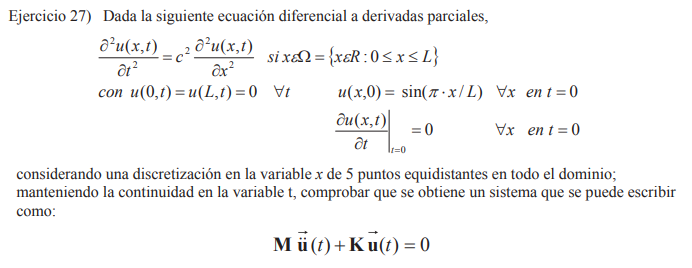 Ejercicio 27) Dada la siguiente ecuación diferencial a derivadas parciales,
∂²u(x,t)/∂t² = c² ∂²u(x,t)/∂x² si xεΩ = {xεR : 0 ≤ x ≤ L}
con u(0,t) = u(L,t) = 0 ∀t u(x,0) = sin(π · x / L) ∀x en t = 0
∂u(x,t)/∂t |t=0 = 0 ∀x en t = 0
considerando una discretización en la variable x de 5 puntos equidistantes en todo el dominio;
manteniendo la continuidad en la variable t, comprobar que se obtiene un sistema que se puede escribir
como:
M ü⃗(t) + K u⃗(t) = 0